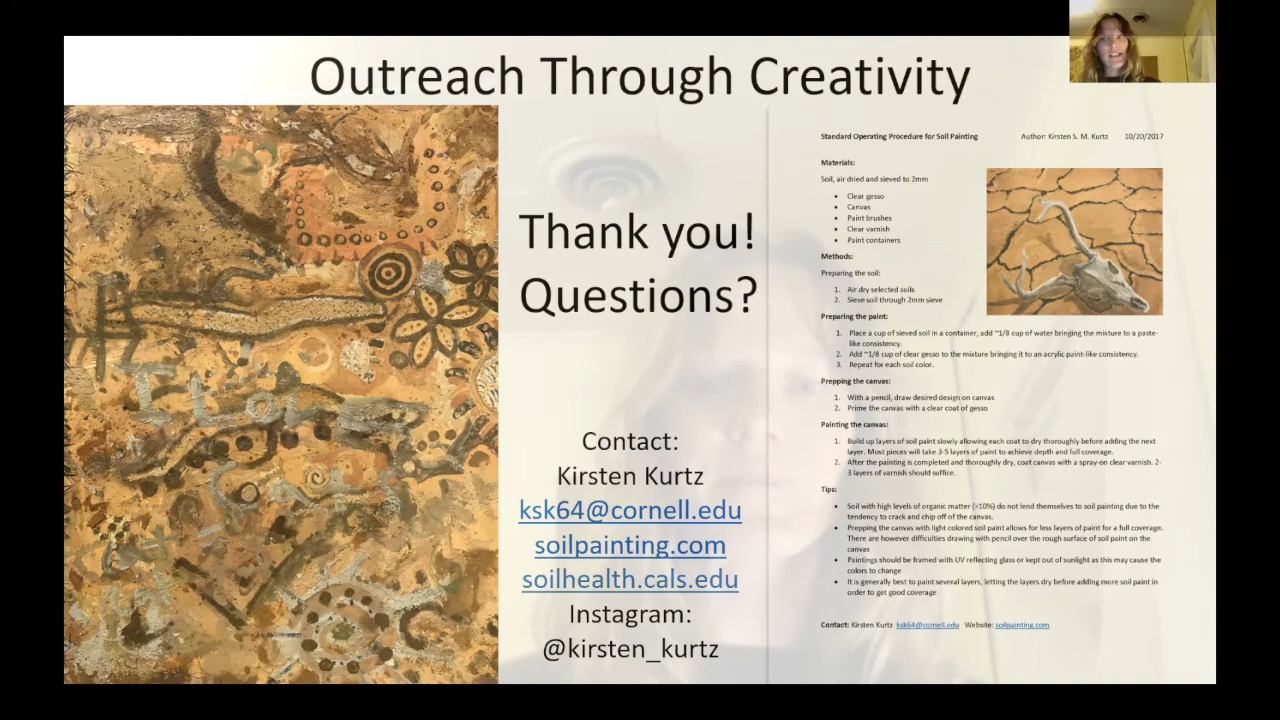 Outreach Through Creativity
Thank you!
Questions?
Contact:
Kirsten Kurtz
ksk64@cornell.edu
soilpainting.com
soilhealth.cals.edu
Instagram:
@kirsten_kurtz
Standard Operating Procedure for Soil Painting Author: Kirsten S. M. Kurtz 10/20/2017
Materials:
Soil, air dried and sieved to 2mm
• Clear gesso
• Canvas
• Paint brushes
• Clear varnish
• Paint containers
Methods:
Preparing the soil:
1. Air dry selected soils
2. Sieve soil through 2mm sieve
Preparing the paint:
1. Place a cup of sieved soil in a container, add ~1/8 cup of water bringing the mixture to a paste-
like consistency.
2. Add ~1/8 cup of clear gesso to the mixture bringing it to an acrylic paint-like consistency.
3. Repeat for each soil color.
Prepping the canvas:
1. With a pencil, draw desired design on canvas
2. Prime the canvas with a clear coat of gesso
Painting the canvas:
1. Build up layers of soil paint slowly allowing each coat to dry thoroughly before adding the next
layer. Most pieces will take 3-5 layers of paint to achieve depth and full coverage.
2. After the painting is completed and thoroughly dry, coat canvas with a spray-on clear varnish. 2-
3 layers of varnish should suffice.
Tips:
• Soil with high levels of organic matter (>10%) do not lend themselves to soil painting due to the
tendency to crack and chip off of the canvas.
• Prepping the canvas with light colored soil paint allows for less layers of paint for a full coverage.
There are however difficulties drawing with pencil over the rough surface of soil paint on the
canvas
• Paintings should be framed with UV reflecting glass or kept out of sunlight as this may cause the
colors to change
• It is generally best to paint several layers, letting the layers dry before adding more soil paint in
order to get good coverage
Contact: Kirsten Kurtz ksk64@cornell.edu Website: soilpainting.com